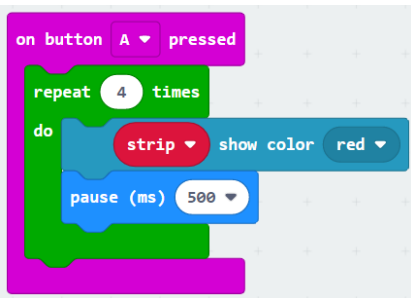 on button A pressed
repeat 4 times
do
strip show color red
pause (ms) 500